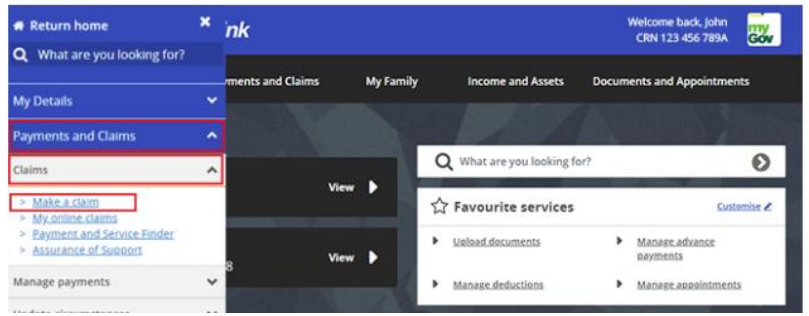 Return home
What are you looking for?
My Details
Payments and Claims
Claims
> Make a claim
> My online claims
> Payment and Service Finder
> Assurance of Support
Manage payments
Update circumstances
nk
Welcome back, John
CRN 123 456 789A
my
Gov
yments and Claims
My Family
Income and Assets
Documents and Appointments
View
8
View
What are you looking for?
Favourite services
Customise
Upload documents
Manage advance
payments
Manage deductions
Manage appointments